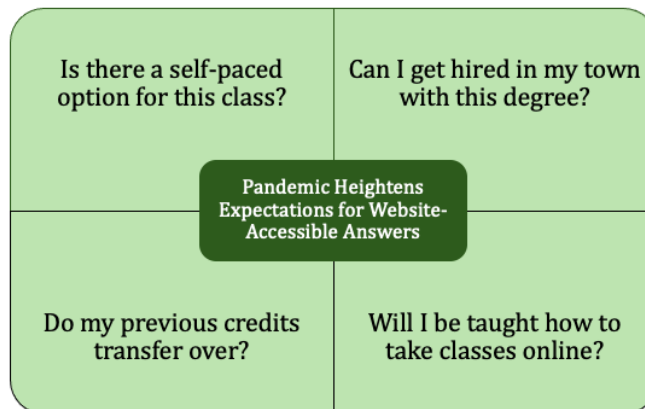 Is there a self-paced
option for this class?
Can I get hired in my town
with this degree?
Pandemic Heightens
Expectations for Website-
Accessible Answers
Do my previous credits
transfer over?
Will I be taught how to
take classes online?